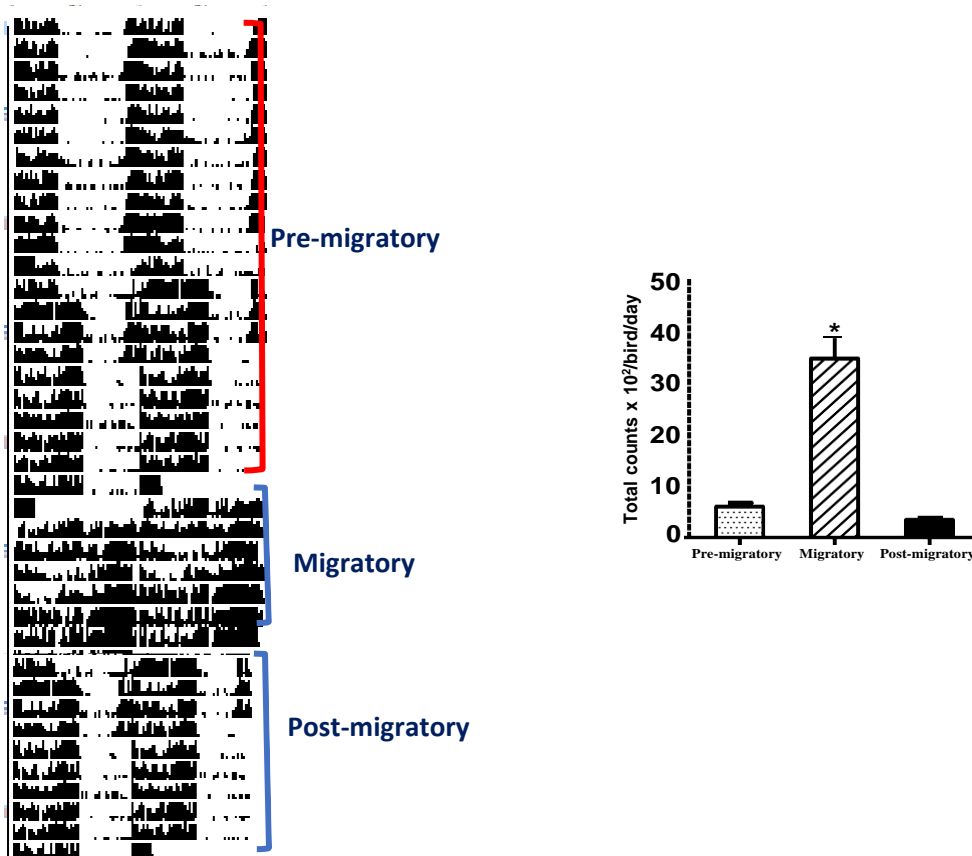 Pre-migratory
Migratory
Post-migratory
Total counts x 10²/bird/day
50
40
30
20
10
0
*
Pre-migratory Migratory Post-migratory